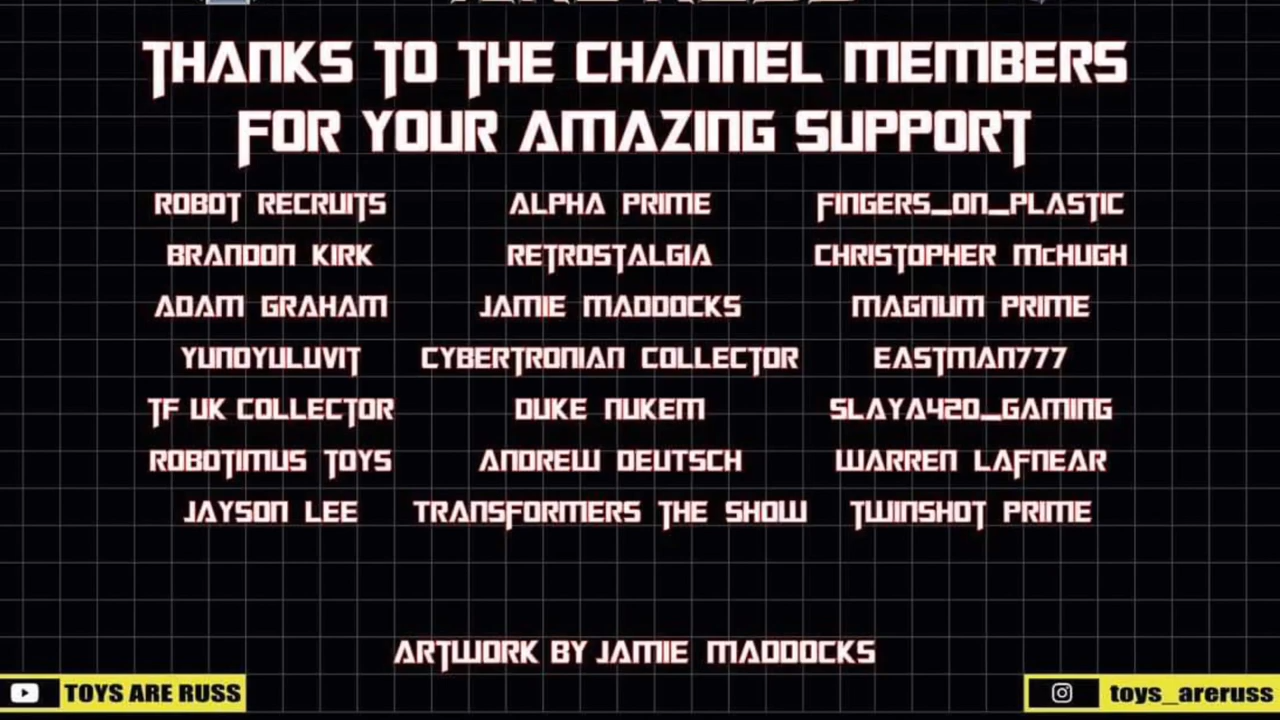 THANKS TO THE CHANNEL MEMBERS
FOR YOUR AMAZING SUPPORT
ROBOT RECRUITS ALPHA PRIME FINGERS_ON_PLASTIC
BRANDON KIRK RETROSTALGIA CHRISTOPHER McHUGH
ADAM GRAHAM JAMIE MADDOCKS MAGNUM PRIME
YUNOYULUVIT CYBERTRONIAN COLLECTOR EASTMAN777
TF UK COLLECTOR DUKE NUKEM SLAYA420_GAMING
ROBOTIMUS TOYS ANDREW DEUTSCH WARREN LAFNEAR
JAYSON LEE TRANSFORMERS THE SHOW TWINSHOT PRIME
ARTWORK BY JAMIE MADDOCKS
TOYS ARE RUSS toys_areruss